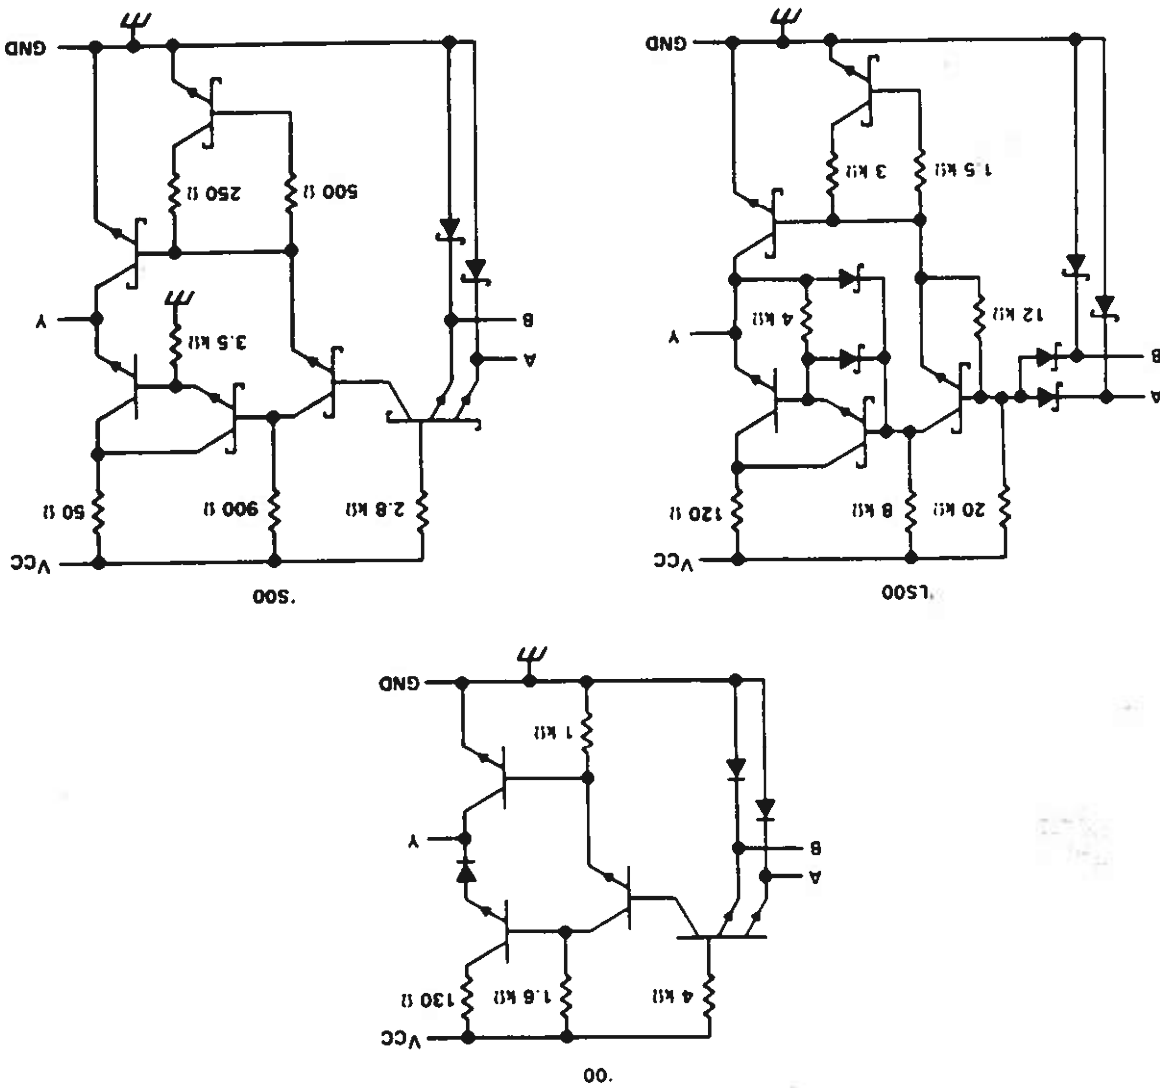 '00
VCC
4 kΩ
1.6 kΩ
130 Ω
A
B
Y
1 kΩ
GND
'LS00
VCC
20 kΩ
8 kΩ
120 Ω
A
B
12 kΩ
4 kΩ
Y
1.5 kΩ
3 kΩ
GND
'S00
VCC
2.8 kΩ
900 Ω
50 Ω
A
B
3.5 kΩ
Y
500 Ω
250 Ω
GND